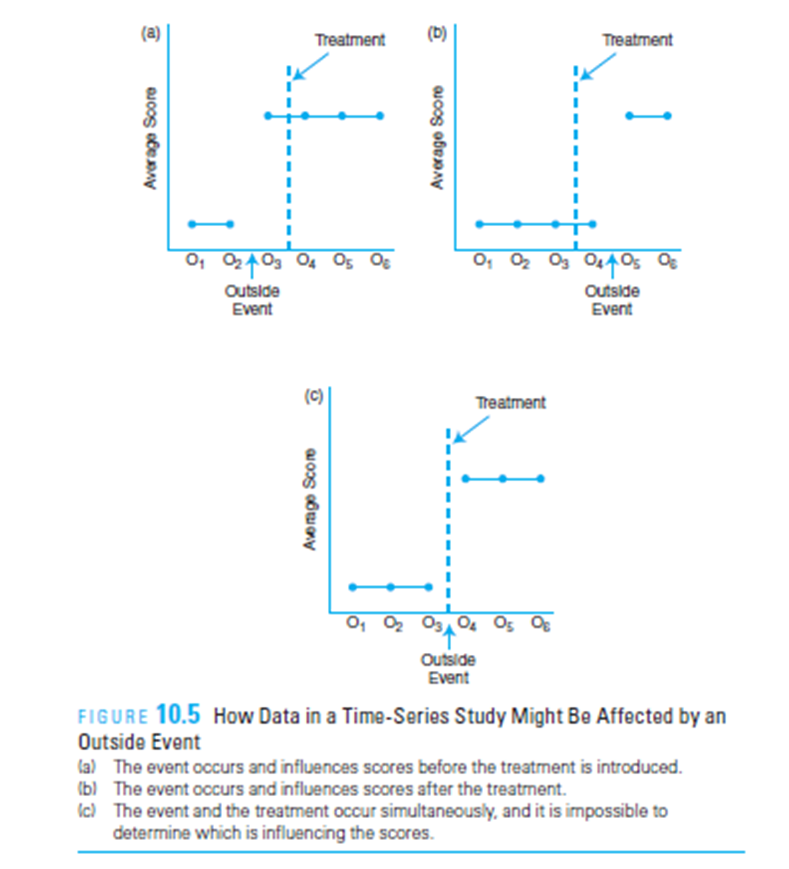 (a)
Treatment
Average Score
O1 O2 O3 O4 O5 O6
Outside
Event
(b)
Treatment
Average Score
O1 O2 O3 O4 O5 O6
Outside
Event
(c)
Treatment
Average Score
O1 O2 O3 O4 O5 O6
Outside
Event
FIGURE 10.5 How Data in a Time-Series Study Might Be Affected by an
Outside Event
(a) The event occurs and influences scores before the treatment is introduced.
(b) The event occurs and influences scores after the treatment.
(c) The event and the treatment occur simultaneously, and it is impossible to
determine which is influencing the scores.